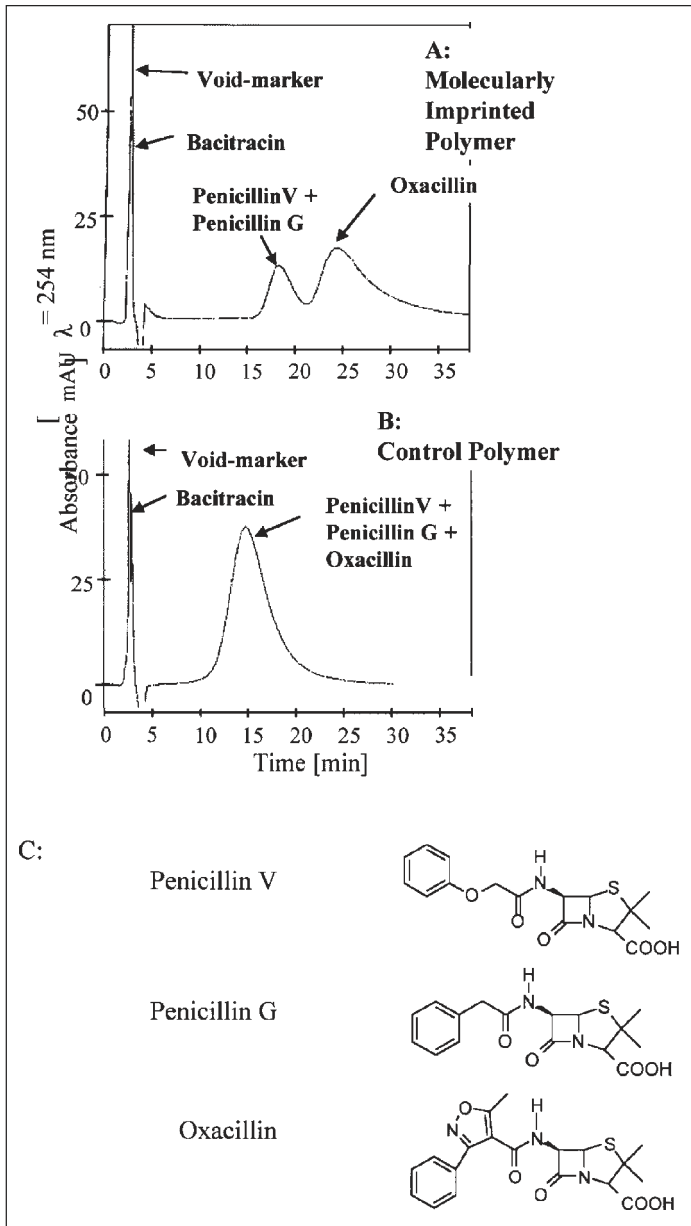 A:
Molecularly
Imprinted
Polymer
Void-marker
Bacitracin
PenicillinV +
Penicillin G
Oxacillin
50
25
0
0 5 10 15 20 25 30 35
Absorbance [mAU] λ = 254 nm
B:
Control Polymer
Void-marker
Bacitracin
PenicillinV +
Penicillin G +
Oxacillin
50
25
0
0 5 10 15 20 25 30 35
Time [min]
C:
Penicillin V
H
N
S
O
O
O
N
COOH
Penicillin G
H
N
S
O
O
N
COOH
Oxacillin
O
N
H
N
S
O
O
N
COOH